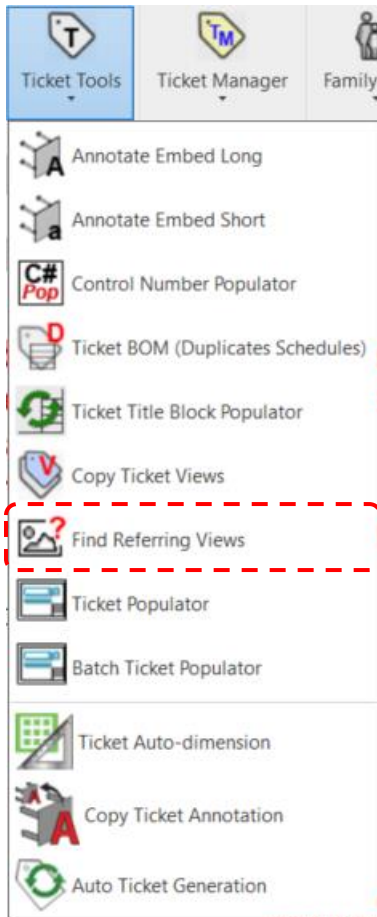 T
TM
Ticket Tools
Ticket Manager
Family
A
Annotate Embed Long
a
Annotate Embed Short
C#
Pop
Control Number Populator
D
Ticket BOM (Duplicates Schedules)
Ticket Title Block Populator
V
Copy Ticket Views
?
Find Referring Views
Ticket Populator
Batch Ticket Populator
Ticket Auto-dimension
A
A
Copy Ticket Annotation
Auto Ticket Generation